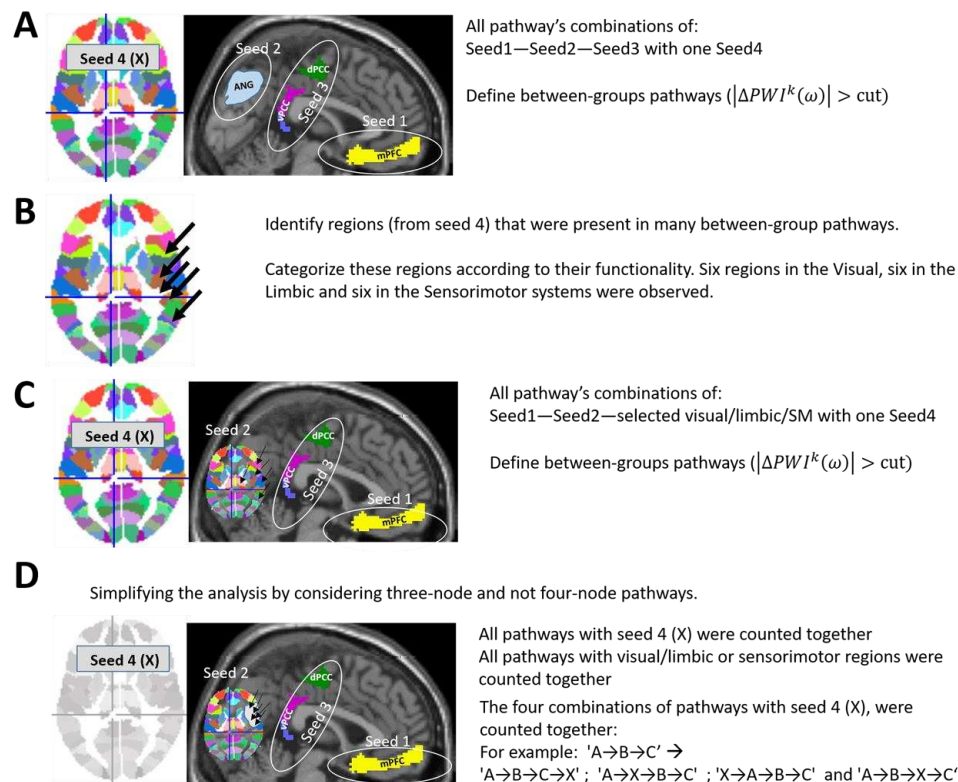 A
Seed 4 (X)
Seed 2
ANG
dPCC
vPCC
Seed 3
Seed 1
mPFC
All pathway's combinations of:
Seed1—Seed2—Seed3 with one Seed4
Define between-groups pathways (|ΔPWI^k(ω)| > cut)
B
Identify regions (from seed 4) that were present in many between-group pathways.
Categorize these regions according to their functionality. Six regions in the Visual, six in the
Limbic and six in the Sensorimotor systems were observed.
C
Seed 4 (X)
Seed 2
dPCC
vPCC
Seed 3
Seed 1
mPFC
All pathway's combinations of:
Seed1—Seed2—selected visual/limbic/SM with one Seed4
Define between-groups pathways (|ΔPWI^k(ω)| > cut)
D
Simplifying the analysis by considering three-node and not four-node pathways.
Seed 4 (X)
Seed 2
dPCC
vPCC
Seed 3
Seed 1
mPFC
All pathways with seed 4 (X) were counted together
All pathways with visual/limbic or sensorimotor regions were
counted together
The four combinations of pathways with seed 4 (X), were
counted together:
For example: 'A→B→C' →
'A→B→C→X' ; 'A→X→B→C' ; 'X→A→B→C' and 'A→B→X→C'